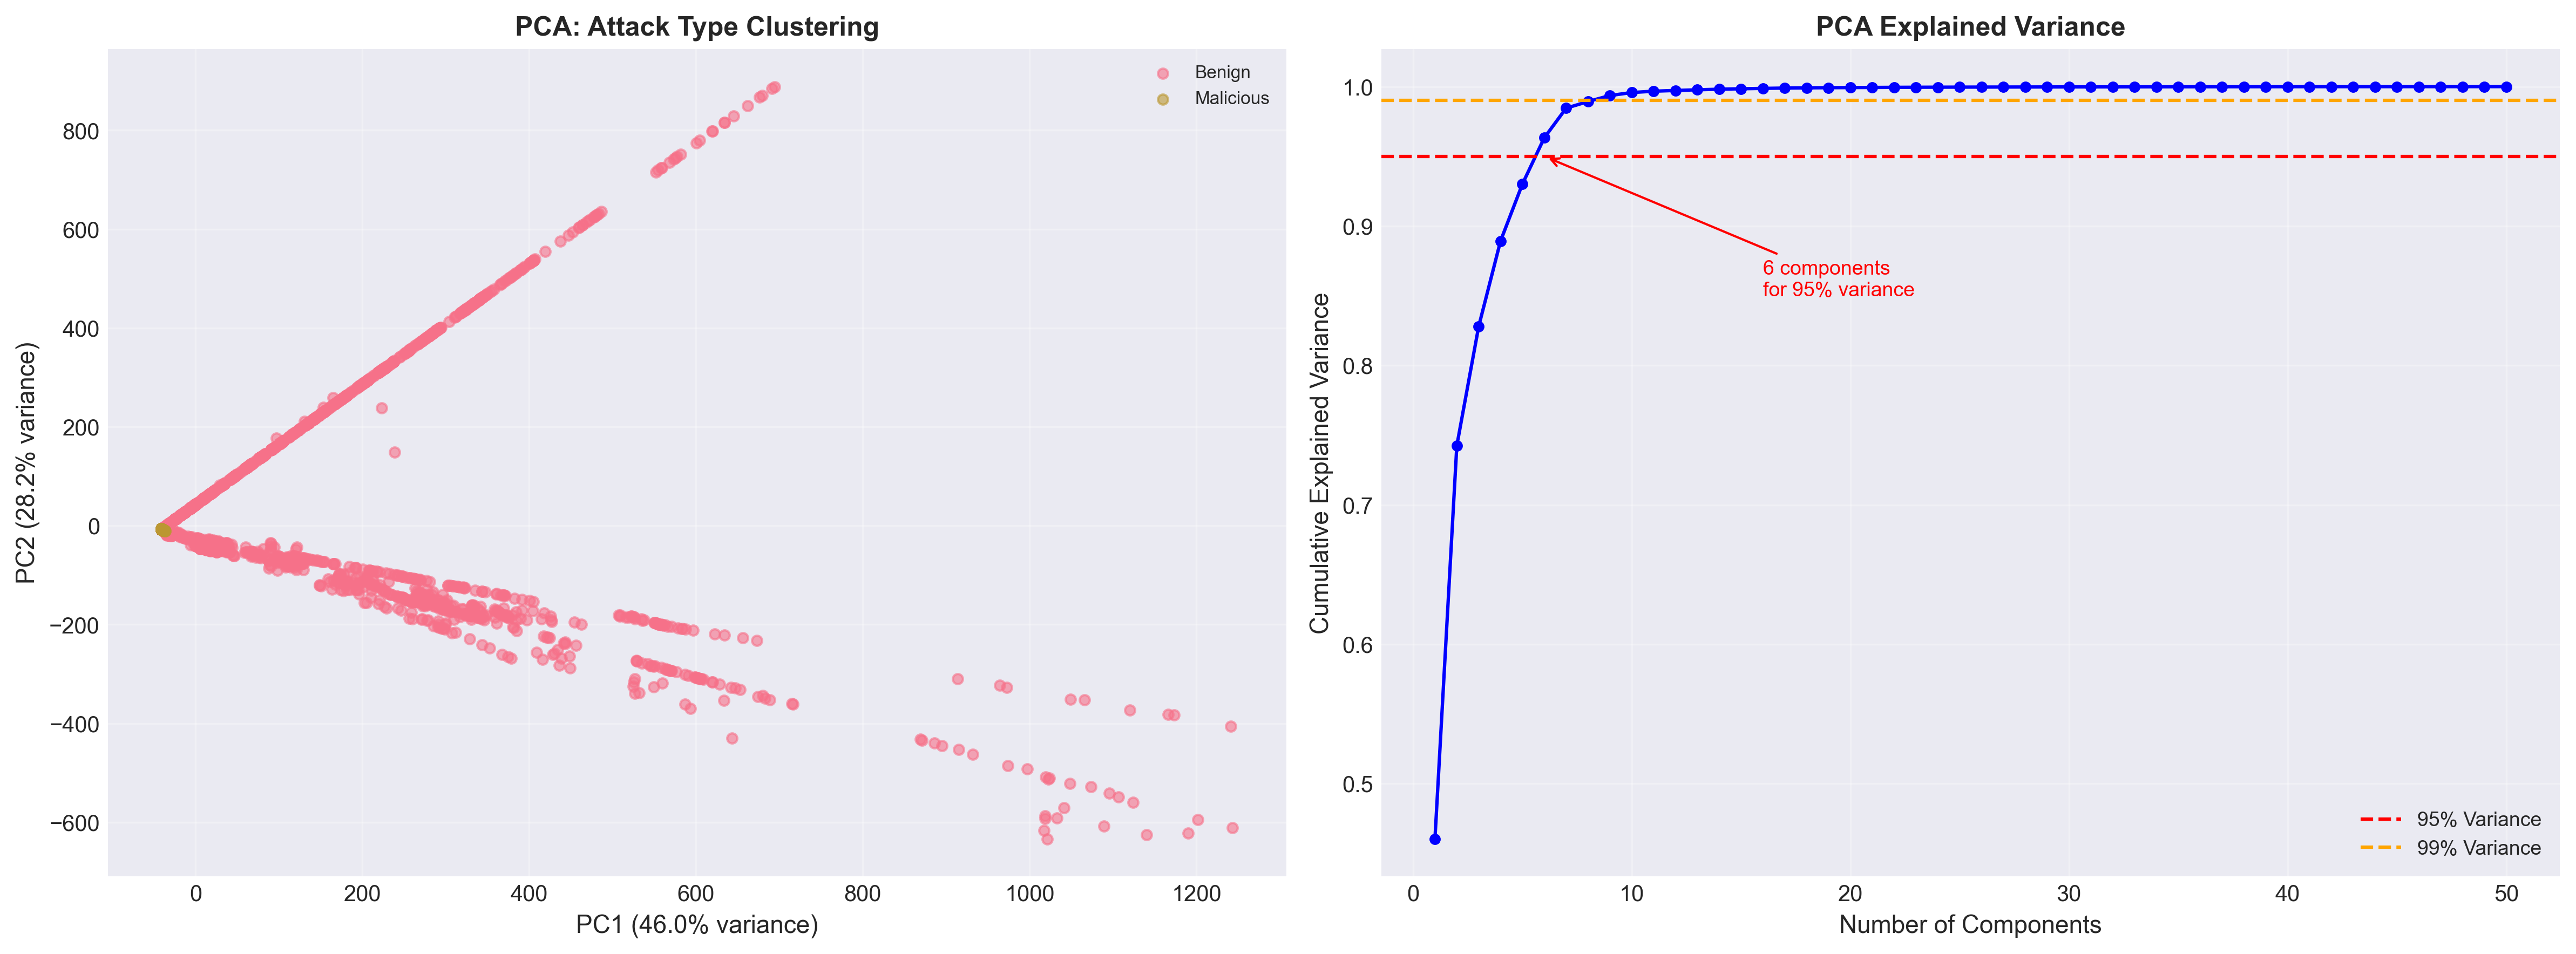 PCA: Attack Type Clustering
Benign
Malicious
800
600
400
200
0
−200
−400
−600
PC2 (28.2% variance)
0
200
400
600
800
1000
1200
PC1 (46.0% variance)
PCA Explained Variance
1.0
0.9
0.8
0.7
0.6
0.5
Cumulative Explained Variance
6 components
for 95% variance
95% Variance
99% Variance
0
10
20
30
40
50
Number of Components